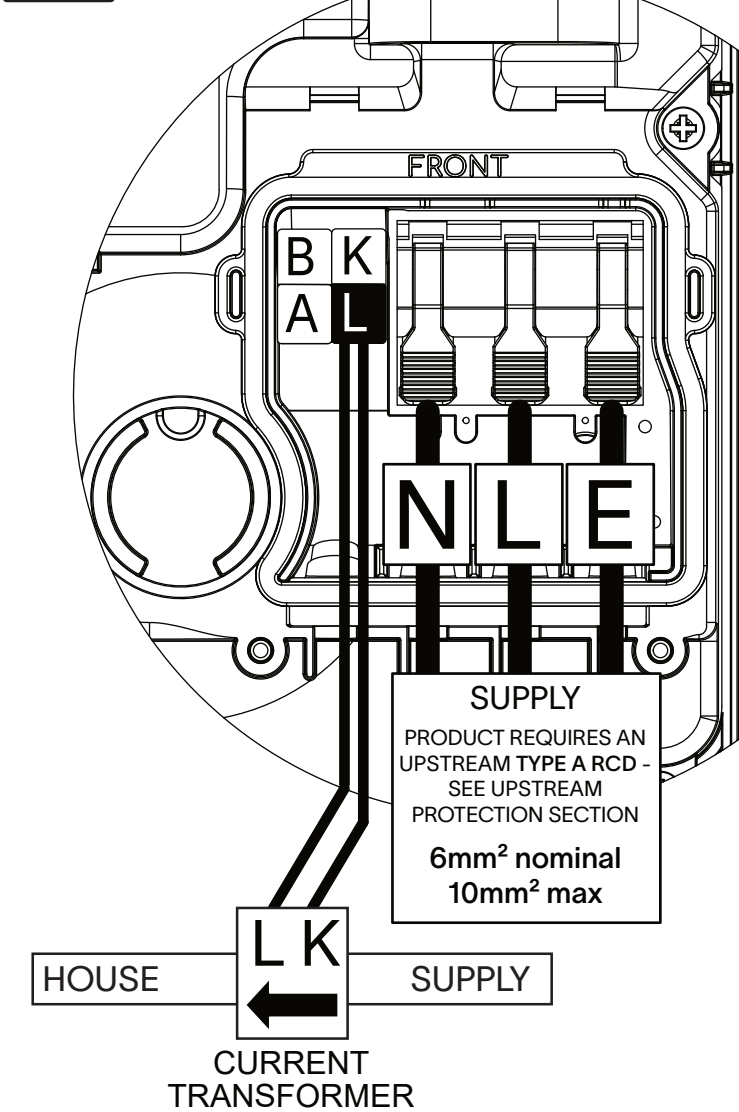 FRONT
B K
A L
N L E
SUPPLY
PRODUCT REQUIRES AN
UPSTREAM TYPE A RCD -
SEE UPSTREAM
PROTECTION SECTION
6mm² nominal
10mm² max
L K
HOUSE SUPPLY
CURRENT
TRANSFORMER